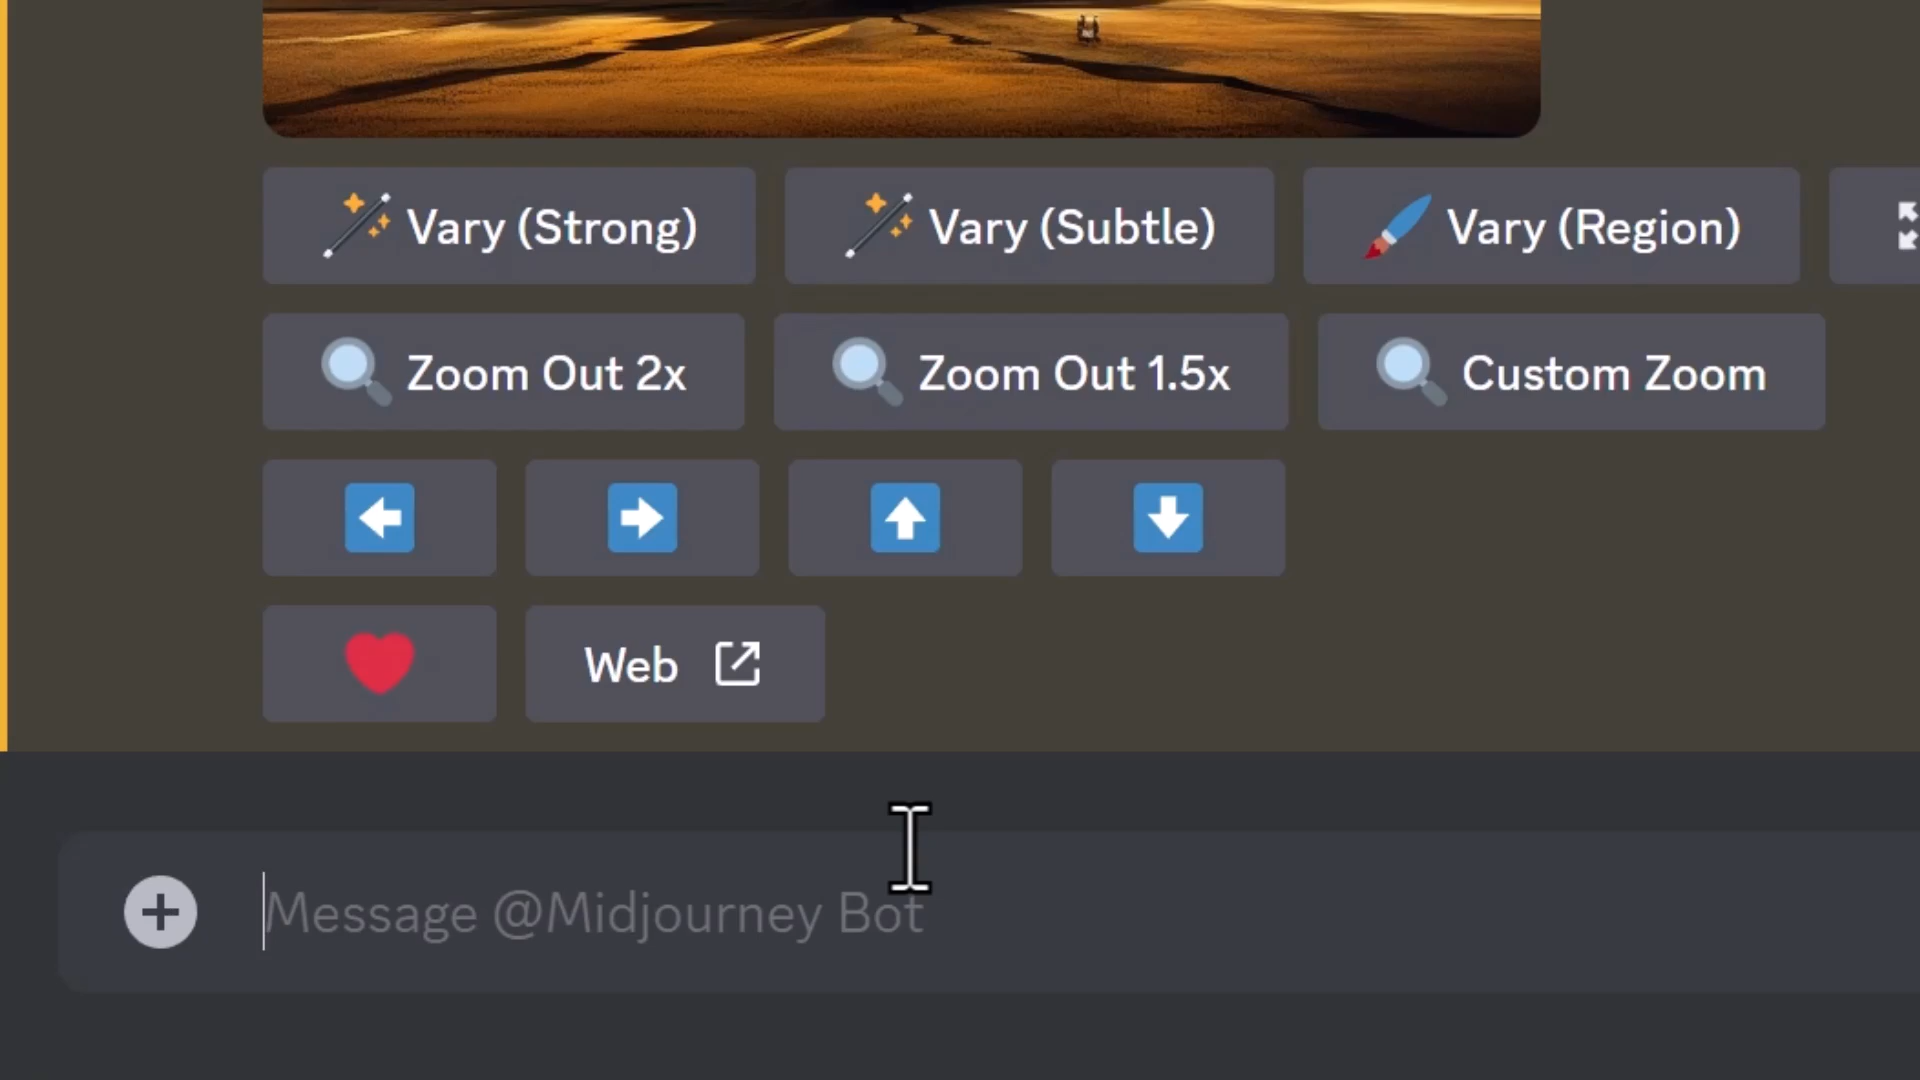 Vary (Strong) Vary (Subtle) Vary (Region)
Zoom Out 2x Zoom Out 1.5x Custom Zoom
Web
Message @Midjourney Bot